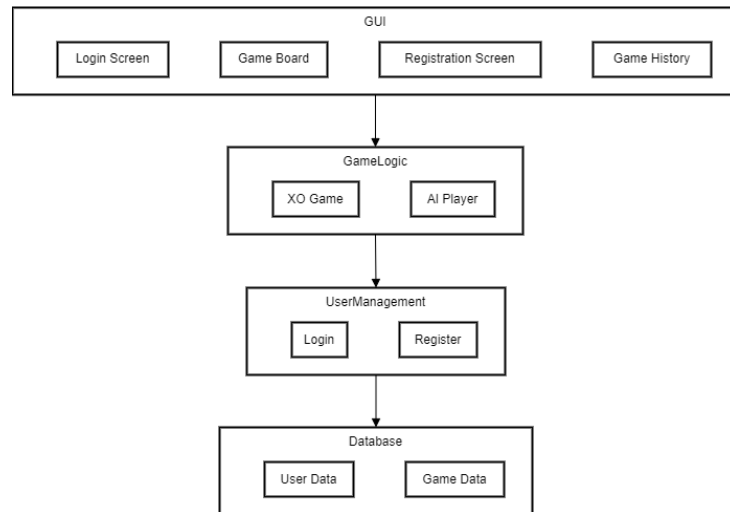 GUI
Login Screen
Game Board
Registration Screen
Game History
GameLogic
XO Game
AI Player
UserManagement
Login
Register
Database
User Data
Game Data